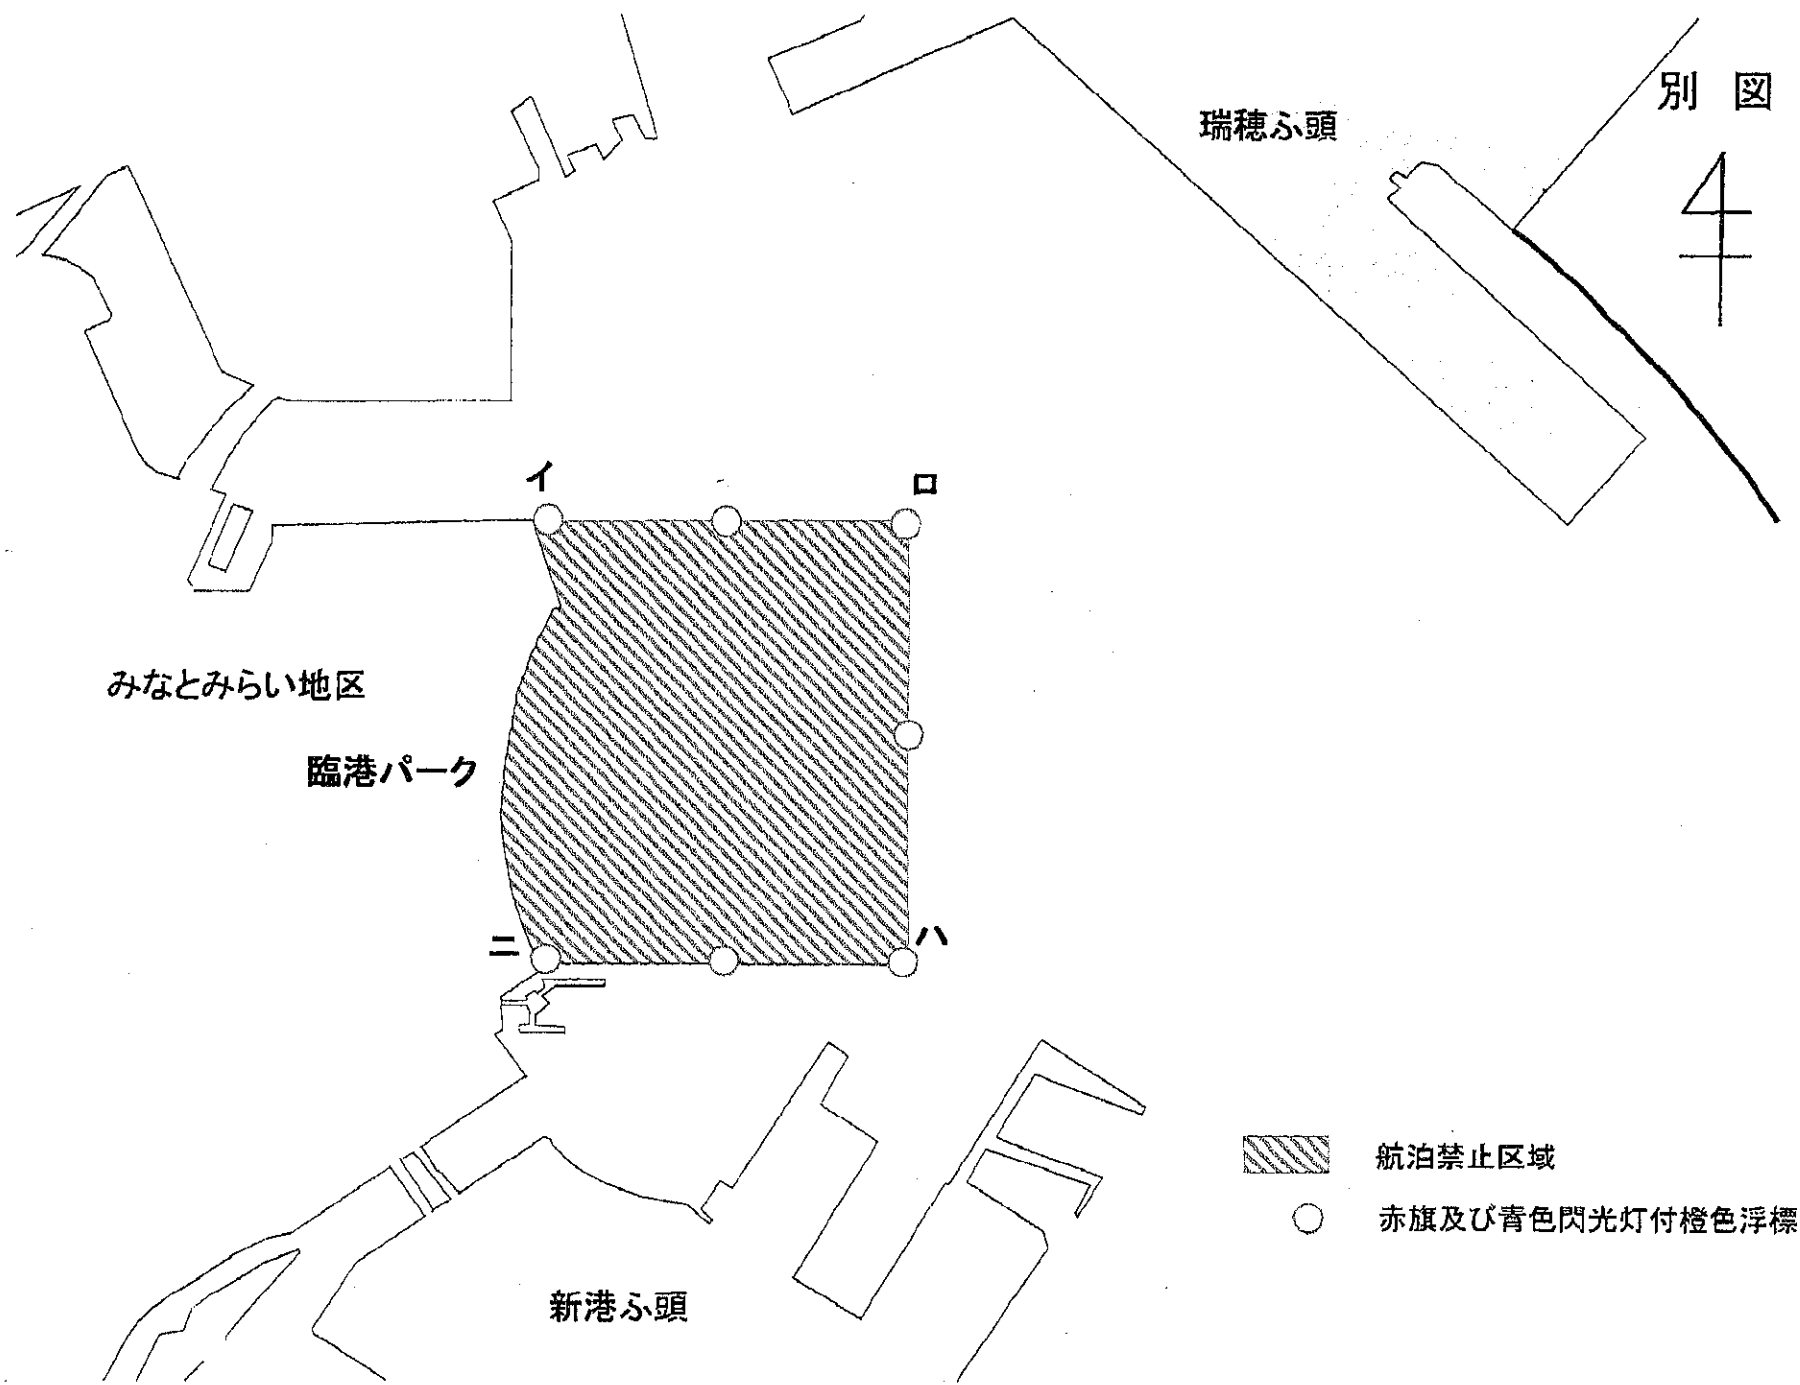 別 図
瑞穂ふ頭
イ
ロ
みなとみらい地区
臨港パーク
ニ
ハ
航泊禁止区域
赤旗及び青色閃光灯付橙色浮標
新港ふ頭